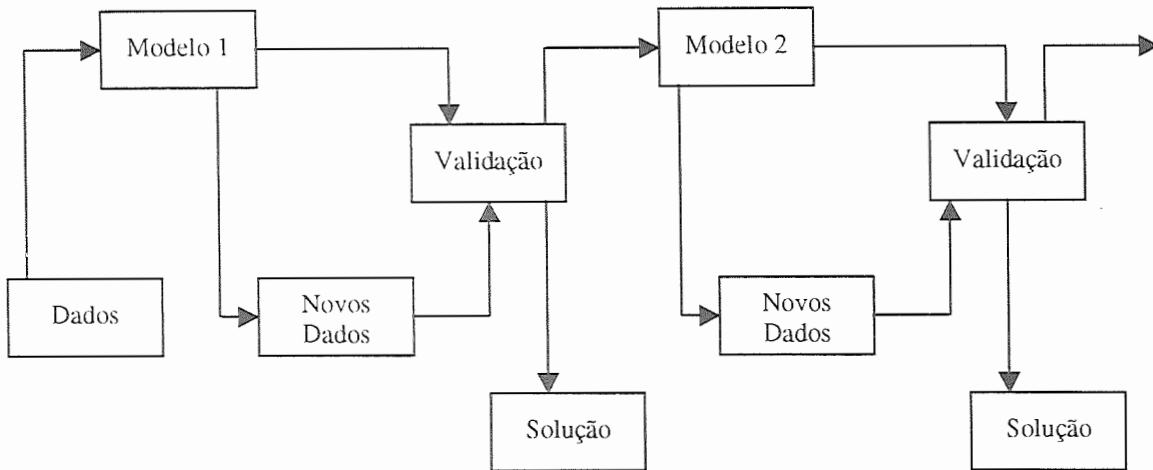 Modelo 1
Modelo 2
Validação
Validação
Dados
Novos
Dados
Novos
Dados
Solução
Solução